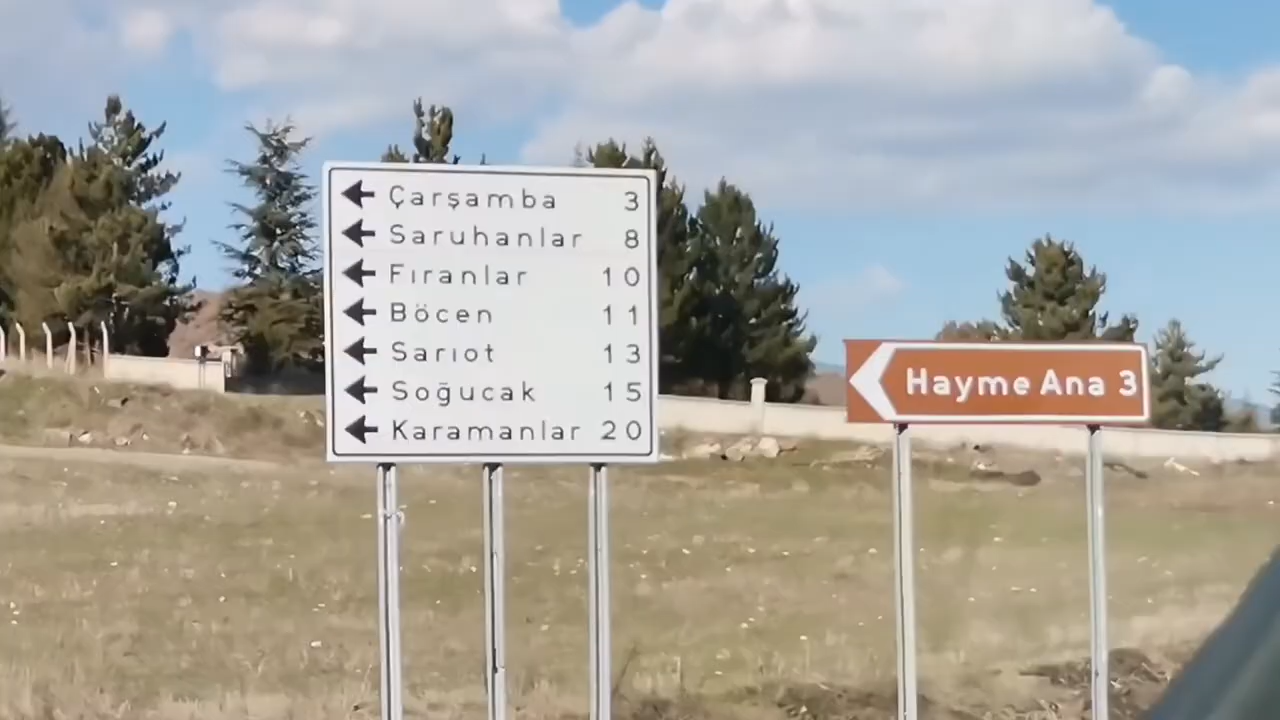 Çarşamba 3
Saruhanlar 8
Fıranlar 10
Böcen 11
Sarıot 13
Soğucak 15
Karamanlar 20
Hayme Ana 3